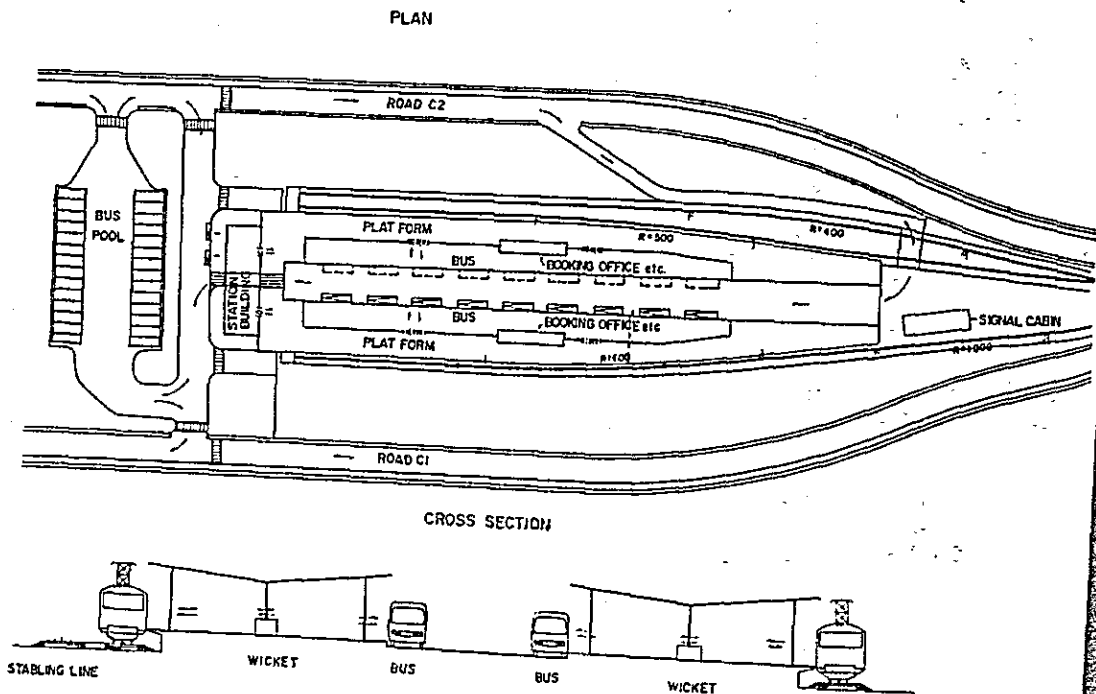 PLAN
ROAD C2
BUS
POOL
STATION
BUILDING
PLAT FORM
BUS
BOOKING OFFICE etc.
R=500
R=400
BUS
BOOKING OFFICE etc
PLAT FORM
SIGNAL CABIN
ROAD C1
CROSS SECTION
STABLING LINE
WICKET
BUS
BUS
WICKET